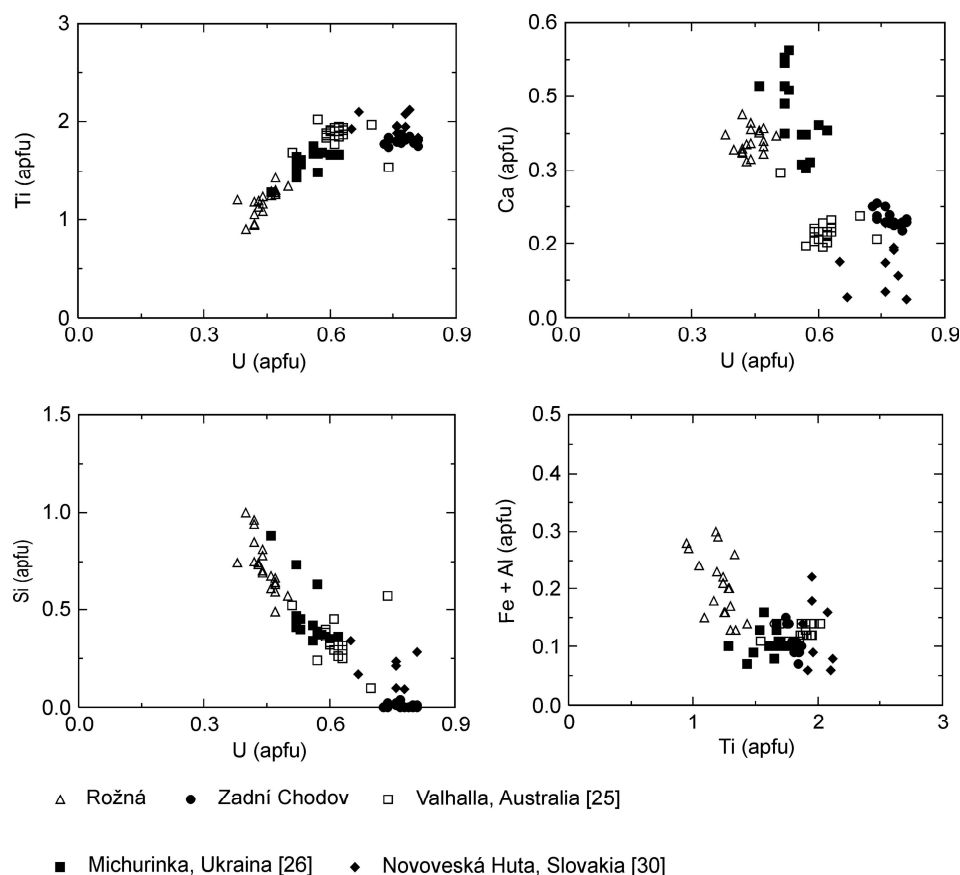 3
2
1
0
Ti (apfu)
0.0 0.3 0.6 0.9
U (apfu)
0.6
0.5
0.3
0.2
0.0
Ca (apfu)
0.0 0.3 0.6 0.9
U (apfu)
1.5
1.0
0.5
0.0
Si (apfu)
0.0 0.3 0.6 0.9
U (apfu)
0.5
0.4
0.3
0.2
0.1
0.0
Fe + Al (apfu)
0 1 2 3
Ti (apfu)
Rožná Zadní Chodov Valhalla, Australia [25]
Michurinka, Ukraina [26] Novoveská Huta, Slovakia [30]